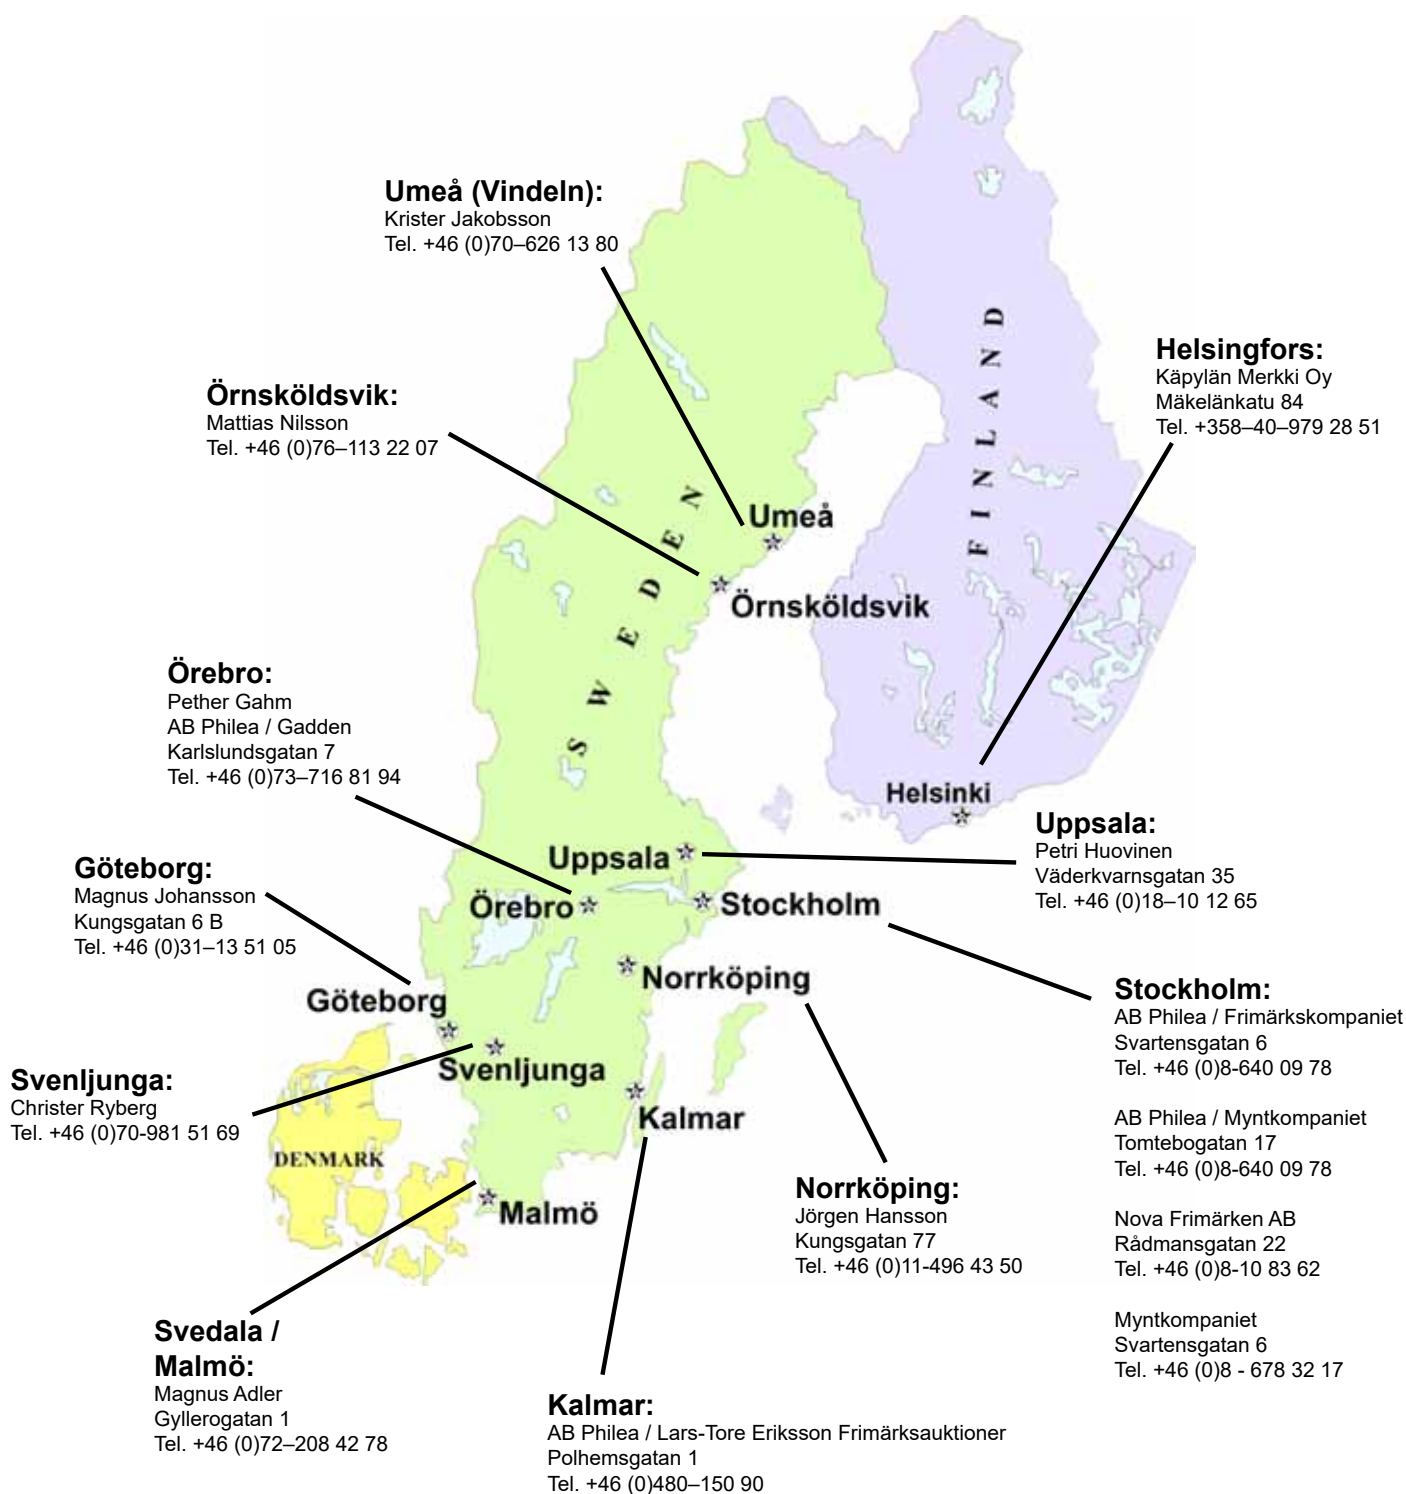 Umeå (Vindeln):
Krister Jakobsson
Tel. +46 (0)70–626 13 80
Helsingfors:
Käpylän Merkki Oy
Mäkelänkatu 84
Tel. +358–40–979 28 51
Örnsköldsvik:
Mattias Nilsson
Tel. +46 (0)76–113 22 07
FINLAND
SWEDEN
Umeå
Örnsköldsvik
Örebro:
Pether Gahm
AB Philea / Gadden
Karlslundsgatan 7
Tel. +46 (0)73–716 81 94
Helsinki
Uppsala:
Petri Huovinen
Väderkvarnsgatan 35
Tel. +46 (0)18–10 12 65
Uppsala
Göteborg:
Magnus Johansson
Kungsgatan 6 B
Tel. +46 (0)31–13 51 05
Örebro
Stockholm
Norrköping
Göteborg
Stockholm:
AB Philea / Frimärkskompaniet
Svartensgatan 6
Tel. +46 (0)8-640 09 78
AB Philea / Myntkompaniet
Tomtebogatan 17
Tel. +46 (0)8-640 09 78
Nova Frimärken AB
Rådmansgatan 22
Tel. +46 (0)8-10 83 62
Myntkompaniet
Svartensgatan 6
Tel. +46 (0)8 - 678 32 17
Svenljunga
Svenljunga:
Christer Ryberg
Tel. +46 (0)70-981 51 69
Kalmar
DENMARK
Malmö
Norrköping:
Jörgen Hansson
Kungsgatan 77
Tel. +46 (0)11-496 43 50
Svedala /
Malmö:
Magnus Adler
Gyllerogatan 1
Tel. +46 (0)72–208 42 78
Kalmar:
AB Philea / Lars-Tore Eriksson Frimärksauktioner
Polhemsgatan 1
Tel. +46 (0)480–150 90